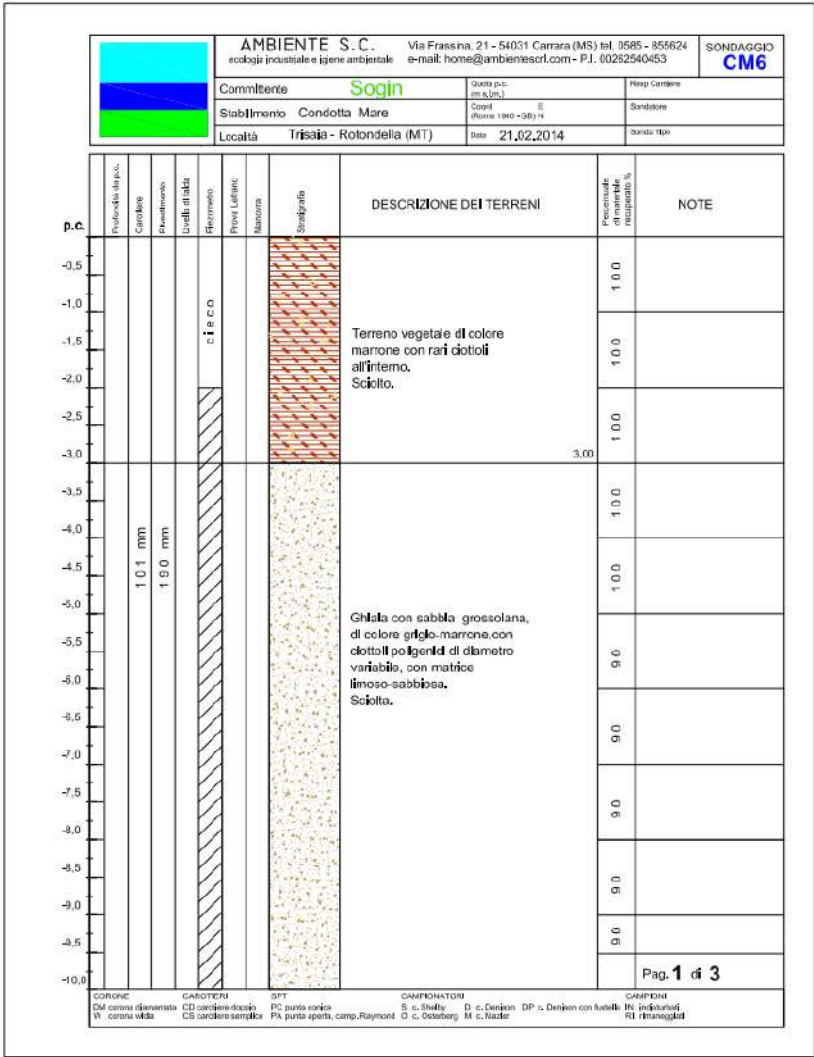 AMBIENTE S.C.
ecologia industriale e igiene ambientale
Via Frassina, 21 - 54031 Carrara (MS) tel. 0585 - 855624
e-mail: home@ambientescrl.com - P.I. 00262540453
SONDAGGIO
CM6
Committente Sogin
Quota p.c.
(m s.l.m.)
Resp Cantiere
Stabilimento Condotta Mare
Coord E
(Roma 1940 - GB) N
Sondatore
Località Trisaia - Rotondella (MT)
Data 21.02.2014
Sonda Tipo
p.c.
Profondità da p.c.
Carotiere
Rivestimento
Livello di falda
Piezometro
Prova Lefranc
Manovra
Stratigrafia
DESCRIZIONE DEI TERRENI
Percentuale
di materiale
recuperato %
NOTE
-0,5
-1,0
-1,5
-2,0
-2,5
-3,0
-3,5
-4,0
-4,5
-5,0
-5,5
-6,0
-6,5
-7,0
-7,5
-8,0
-8,5
-9,0
-9,5
-10,0
101 mm
190 mm
cieco
Terreno vegetale di colore
marrone con rari ciottoli
all'interno.
Sciolto.
3,00
Ghiaia con sabbia grossolana,
di colore grigio-marrone,con
ciottoli poligenici di diametro
variabile, con matrice
limoso-sabbiosa.
Sciolta.
100
100
100
100
100
90
90
90
90
90
Pag. 1 di 3
CORONE CAROTIERI SPT CAMPIONATORI CAMPIONI
DM corona diamantata CD carotiere doppio PC punta conica S c. Shelby D c. Denison DP c. Denison con fustella IN indisturbati
W corona widia CS carotiere semplice PA punta aperta, camp.Raymond O c. Osterberg M c. Mazier RI rimaneggiati